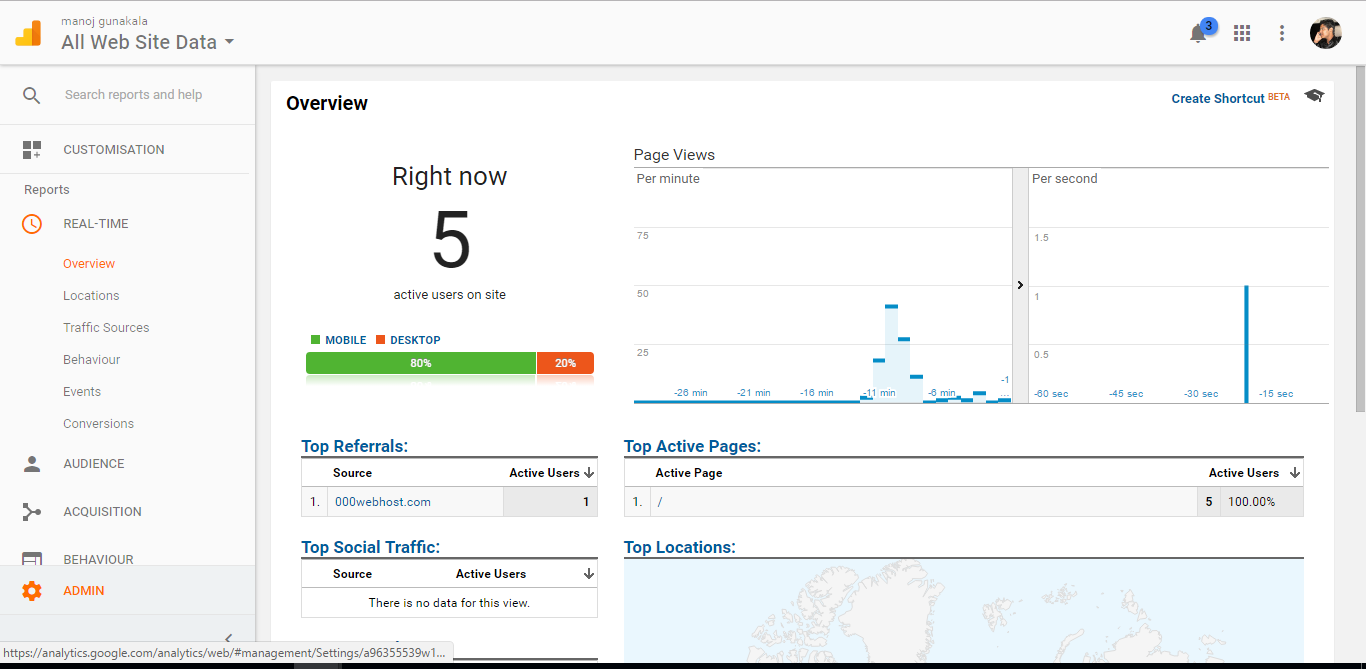 manoj gunakala
All Web Site Data
3
Search reports and help
CUSTOMISATION
Reports
REAL-TIME
Overview
Locations
Traffic Sources
Behaviour
Events
Conversions
AUDIENCE
ACQUISITION
BEHAVIOUR
ADMIN
https://analytics.google.com/analytics/web/#management/Settings/a96355539w1...
Overview
Create Shortcut BETA
Right now
5
active users on site
MOBILE DESKTOP
80% 20%
Page Views
Per minute
75
50
25
-26 min -21 min -16 min -11 min -6 min -1
...
Per second
1.5
1
0.5
-60 sec -45 sec -30 sec -15 sec
Top Referrals:
Source Active Users
1. 000webhost.com 1
Top Active Pages:
Active Page Active Users
1. / 5 100.00%
Top Social Traffic:
Source Active Users
There is no data for this view.
Top Locations: